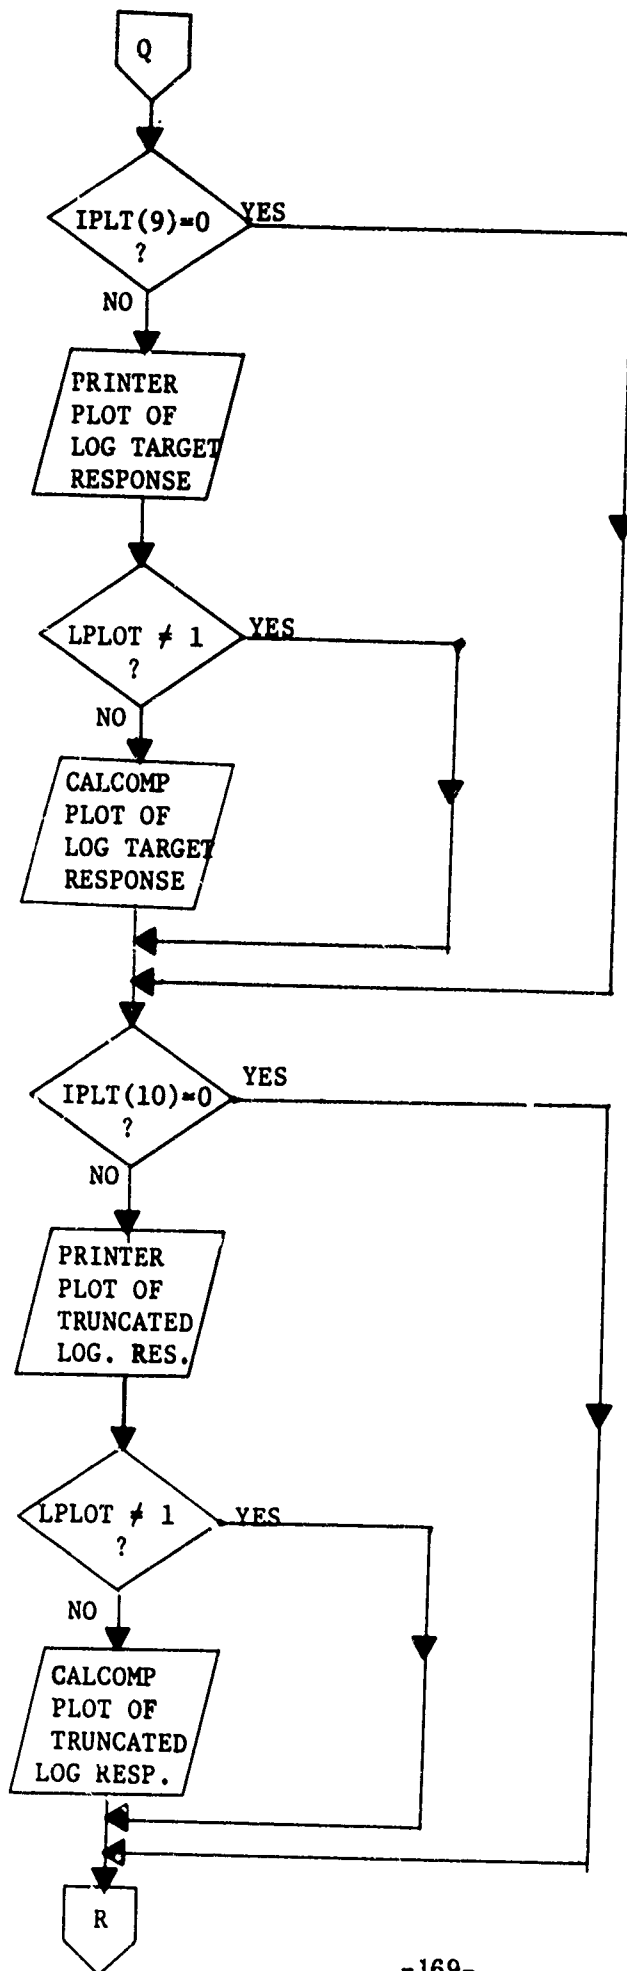 Q
IPLT(9)=0 YES
?
NO
PRINTER
PLOT OF
LOG TARGET
RESPONSE
LPLOT ≠ 1 YES
?
NO
CALCOMP
PLOT OF
LOG TARGET
RESPONSE
IPLT(10)=0 YES
?
NO
PRINTER
PLOT OF
TRUNCATED
LOG. RES.
LPLOT ≠ 1 YES
?
NO
CALCOMP
PLOT OF
TRUNCATED
LOG RESP.
R
-169-